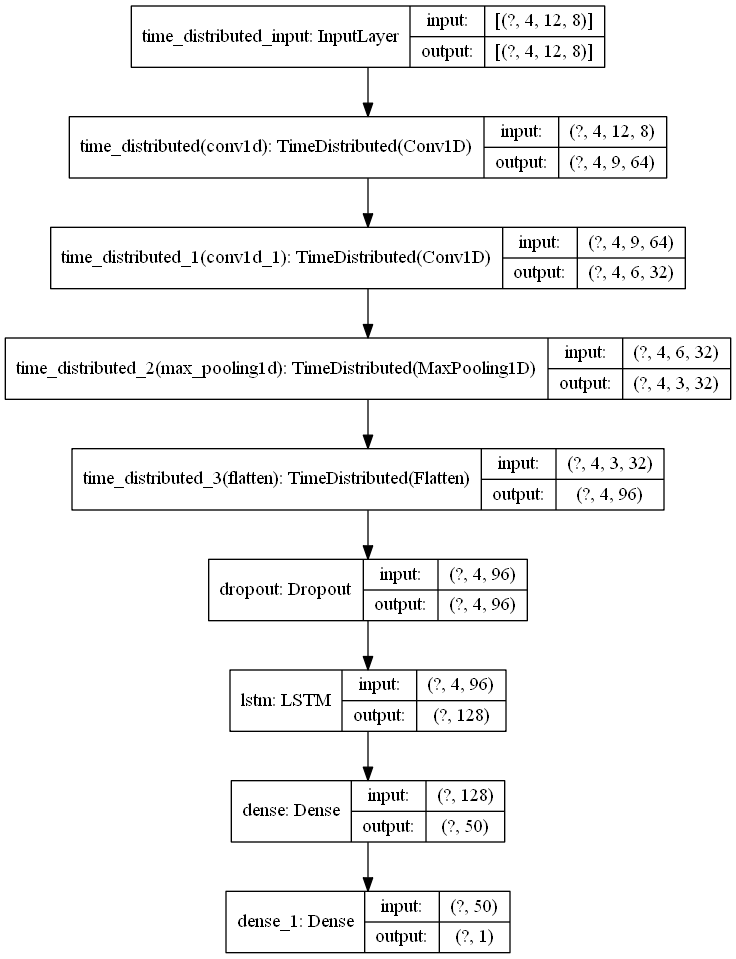 time_distributed_input: InputLayer
input: [(?, 4, 12, 8)]
output: [(?, 4, 12, 8)]
time_distributed(conv1d): TimeDistributed(Conv1D)
input: (?, 4, 12, 8)
output: (?, 4, 9, 64)
time_distributed_1(conv1d_1): TimeDistributed(Conv1D)
input: (?, 4, 9, 64)
output: (?, 4, 6, 32)
time_distributed_2(max_pooling1d): TimeDistributed(MaxPooling1D)
input: (?, 4, 6, 32)
output: (?, 4, 3, 32)
time_distributed_3(flatten): TimeDistributed(Flatten)
input: (?, 4, 3, 32)
output: (?, 4, 96)
dropout: Dropout
input: (?, 4, 96)
output: (?, 4, 96)
lstm: LSTM
input: (?, 4, 96)
output: (?, 128)
dense: Dense
input: (?, 128)
output: (?, 50)
dense_1: Dense
input: (?, 50)
output: (?, 1)